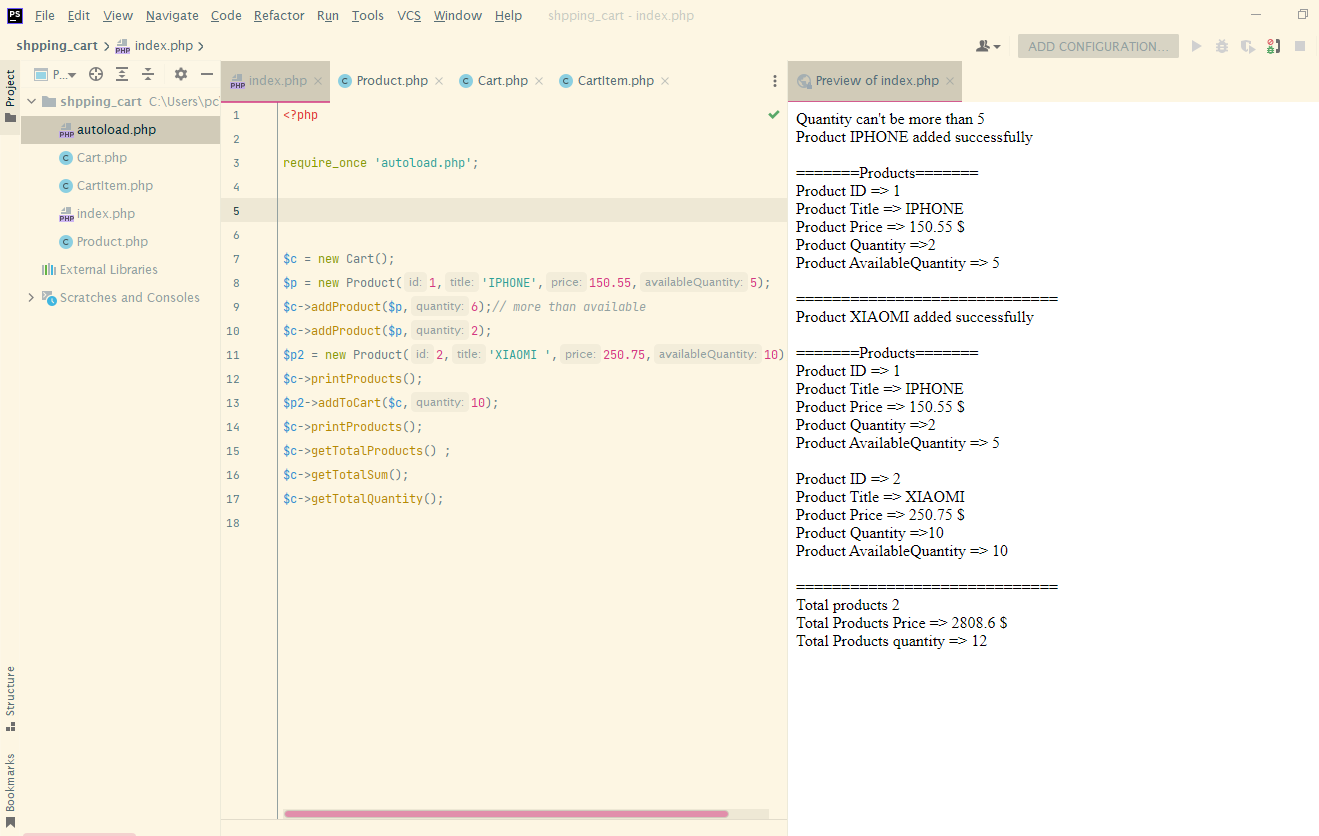 PS File Edit View Navigate Code Refactor Run Tools VCS Window Help shpping_cart - index.php
shpping_cart index.php ADD CONFIGURATION...
Project
P...
index.php Product.php Cart.php CartItem.php Preview of index.php
shpping_cart C:\Users\pc
autoload.php
Cart.php
CartItem.php
index.php
Product.php
External Libraries
Scratches and Consoles
Structure
Bookmarks
1 <?php
2
3 require_once 'autoload.php';
4
5
6
7 $c = new Cart();
8 $p = new Product( id: 1, title: 'IPHONE', price: 150.55, availableQuantity: 5);
9 $c->addProduct($p, quantity: 6);// more than available
10 $c->addProduct($p, quantity: 2);
11 $p2 = new Product( id: 2, title: 'XIAOMI ', price: 250.75, availableQuantity: 10)
12 $c->printProducts();
13 $p2->addToCart($c, quantity: 10);
14 $c->printProducts();
15 $c->getTotalProducts() ;
16 $c->getTotalSum();
17 $c->getTotalQuantity();
18
Quantity can't be more than 5
Product IPHONE added successfully
=======Products=======
Product ID => 1
Product Title => IPHONE
Product Price => 150.55 $
Product Quantity =>2
Product AvailableQuantity => 5
=============================
Product XIAOMI added successfully
=======Products=======
Product ID => 1
Product Title => IPHONE
Product Price => 150.55 $
Product Quantity =>2
Product AvailableQuantity => 5
Product ID => 2
Product Title => XIAOMI
Product Price => 250.75 $
Product Quantity =>10
Product AvailableQuantity => 10
=============================
Total products 2
Total Products Price => 2808.6 $
Total Products quantity => 12